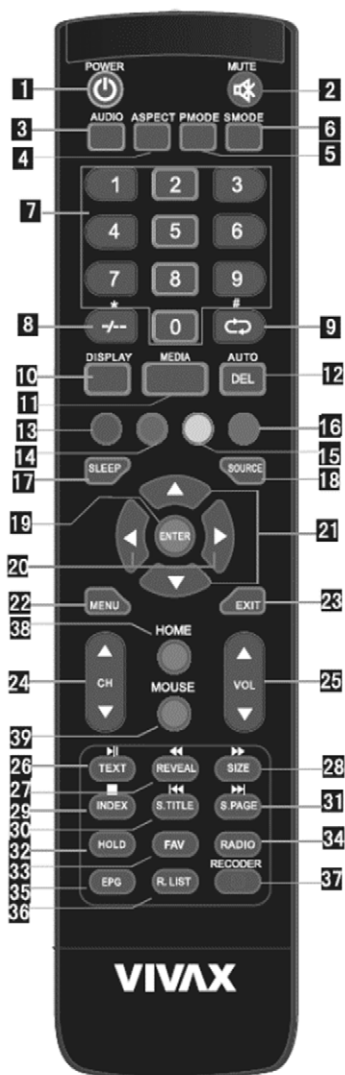 POWER MUTE
1 2
AUDIO ASPECT PMODE SMODE
3 6
4 5
1 2 3
7
4 5 6
7 8 9
* #
8 -/-- 0 9
DISPLAY MEDIA AUTO
10 DEL 12
11
13 16
14 15
SLEEP SOURCE
17 18
19 ENTER 21
20
22 MENU EXIT 23
38 HOME
24 CH VOL 25
MOUSE
39
26 TEXT REVEAL SIZE 28
27
29 INDEX S.TITLE S.PAGE 31
30
32 HOLD FAV RADIO 34
33 RECODER
35 EPG R.LIST 37
36
VIVAX